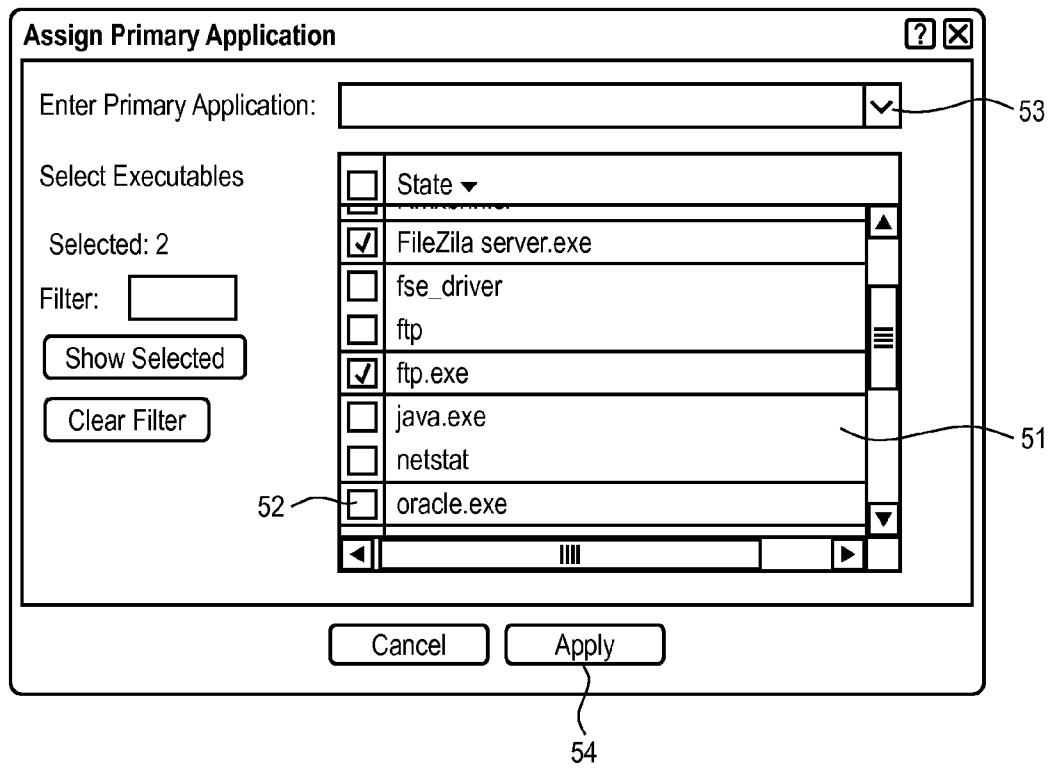 Assign Primary Application
?
Enter Primary Application:
53
Select Executables
State
Selected: 2
FileZila server.exe
Filter:
fse_driver
ftp
Show Selected
ftp.exe
Clear Filter
java.exe
51
netstat
52
oracle.exe
Cancel
Apply
54